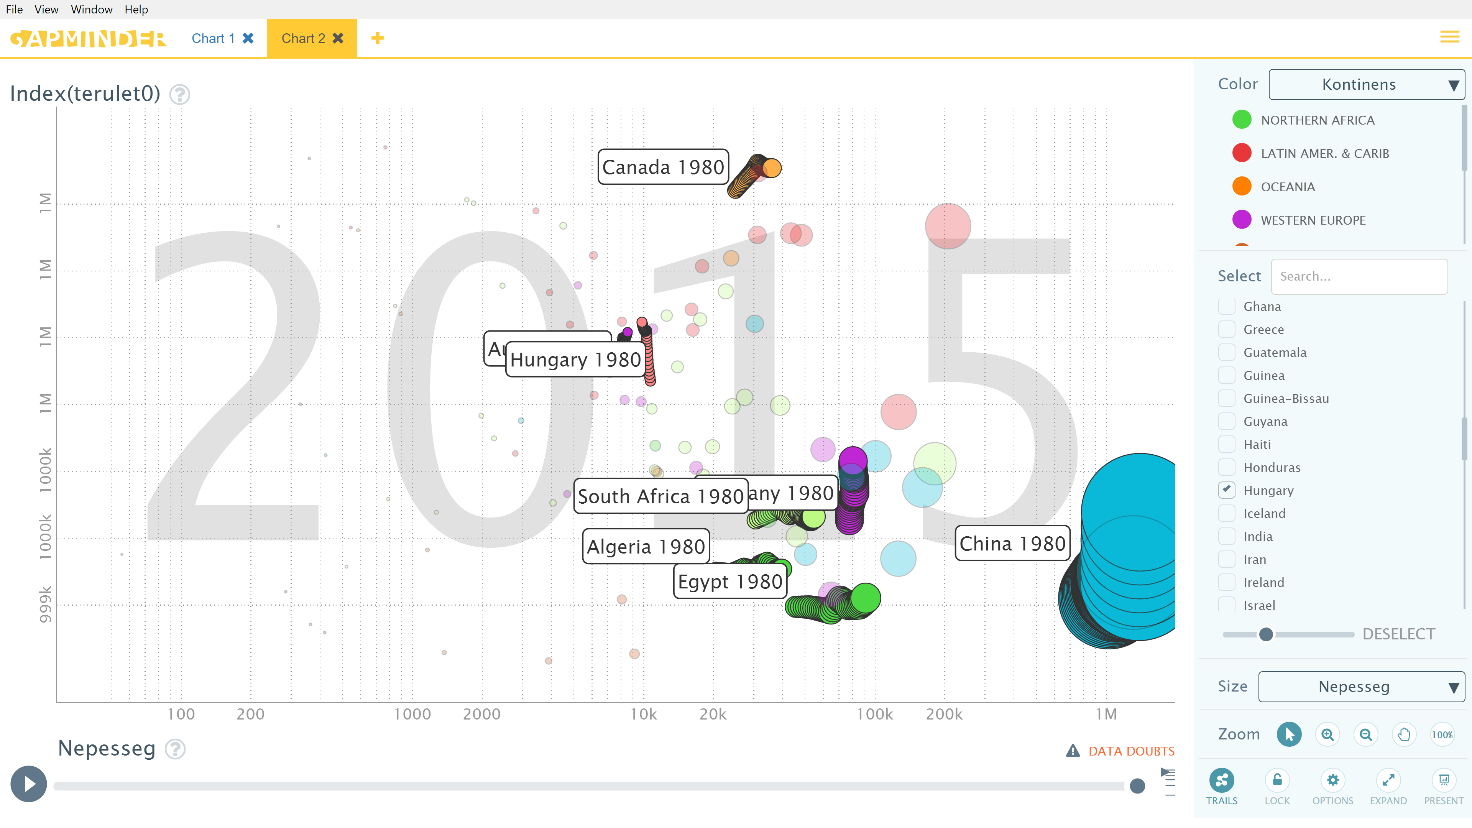 File View Window Help
GAPMINDER Chart 1 Chart 2
Index(terulet0) ?
1M
1M
1M
1M
1000k
1000k
999k
2015
Canada 1980
Hungary 1980
South Africa 1980
any 1980
Algeria 1980
Egypt 1980
China 1980
100 200 1000 2000 10k 20k 100k 200k 1M
Nepesseg ?
DATA DOUBTS
Color Kontinens
NORTHERN AFRICA
LATIN AMER. & CARIB
OCEANIA
WESTERN EUROPE
Select Search...
Ghana
Greece
Guatemala
Guinea
Guinea-Bissau
Guyana
Haiti
Honduras
Hungary
Iceland
India
Iran
Ireland
Israel
DESELECT
Size Nepesseg
Zoom 100%
TRAILS LOCK OPTIONS EXPAND PRESENT